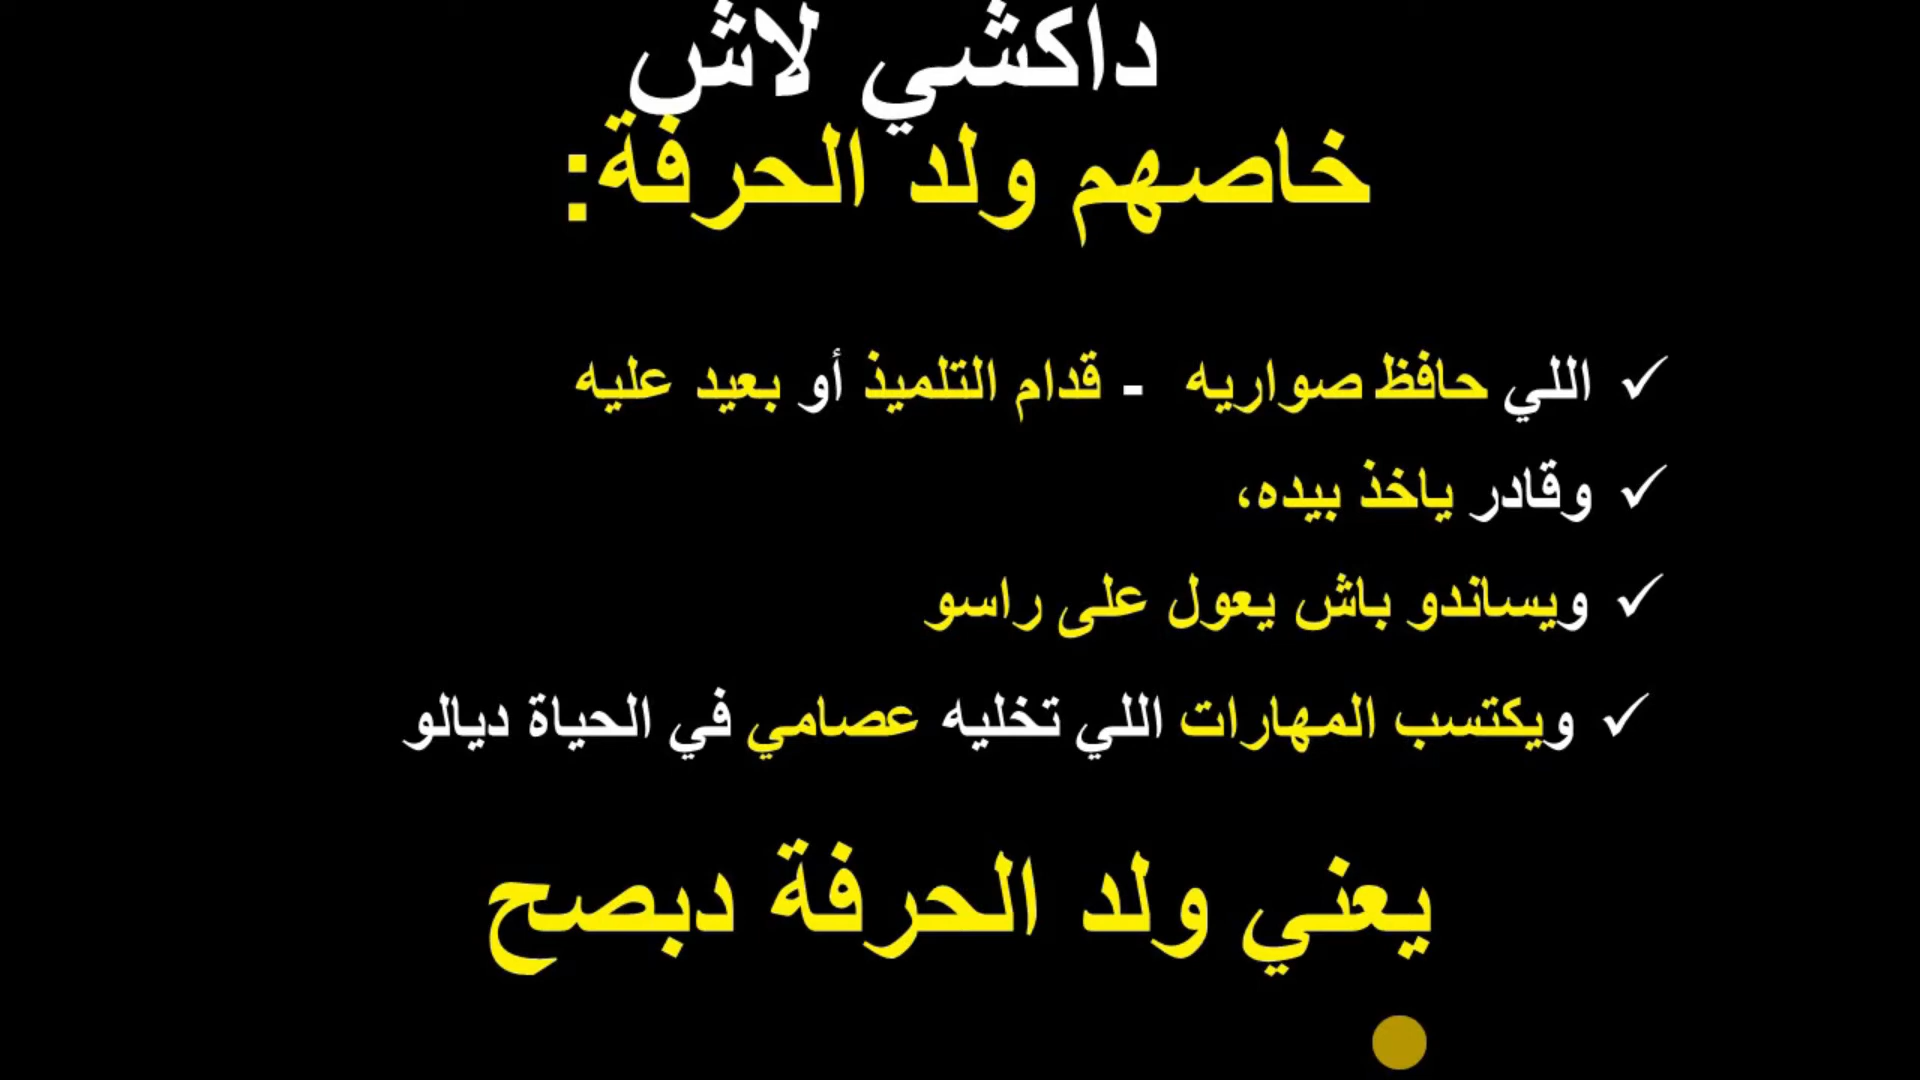 داكشي لاش
خاصهم ولد الحرفة:
✓ اللي حافظ صواريه - قدام التلميذ أو بعيد عليه
✓ وقادر ياخذ بيده،
✓ ويساندو باش يعول على راسو
✓ ويكتسب المهارات اللي تخليه عصامي في الحياة ديالو
يعني ولد الحرفة دبصح